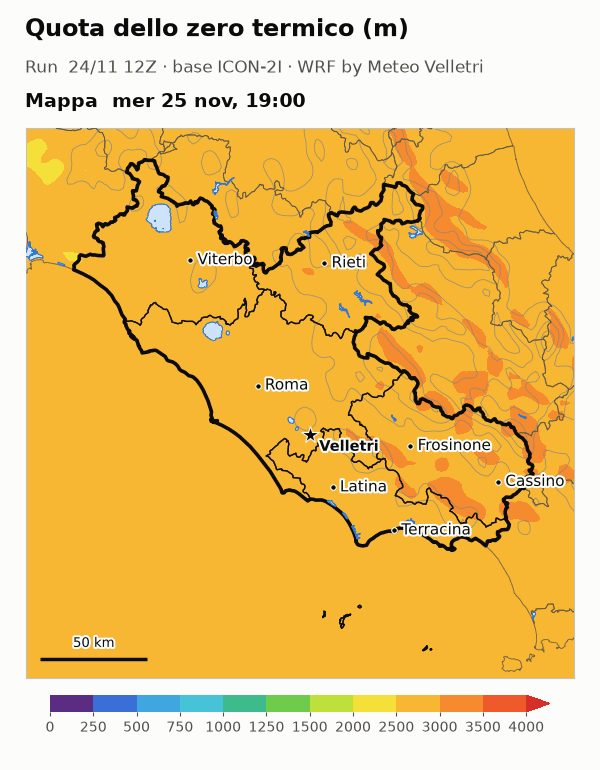 Quota dello zero termico (m)
Run  24/11 12Z · base ICON-2I · WRF by Meteo Velletri
Mappa  mer 25 nov, 19:00
Viterbo
Rieti
Roma
Velletri
Frosinone
Latina
Cassino
Terracina
50 km
0 250 500 750 1000 1250 1500 2000 2500 3000 3500 4000